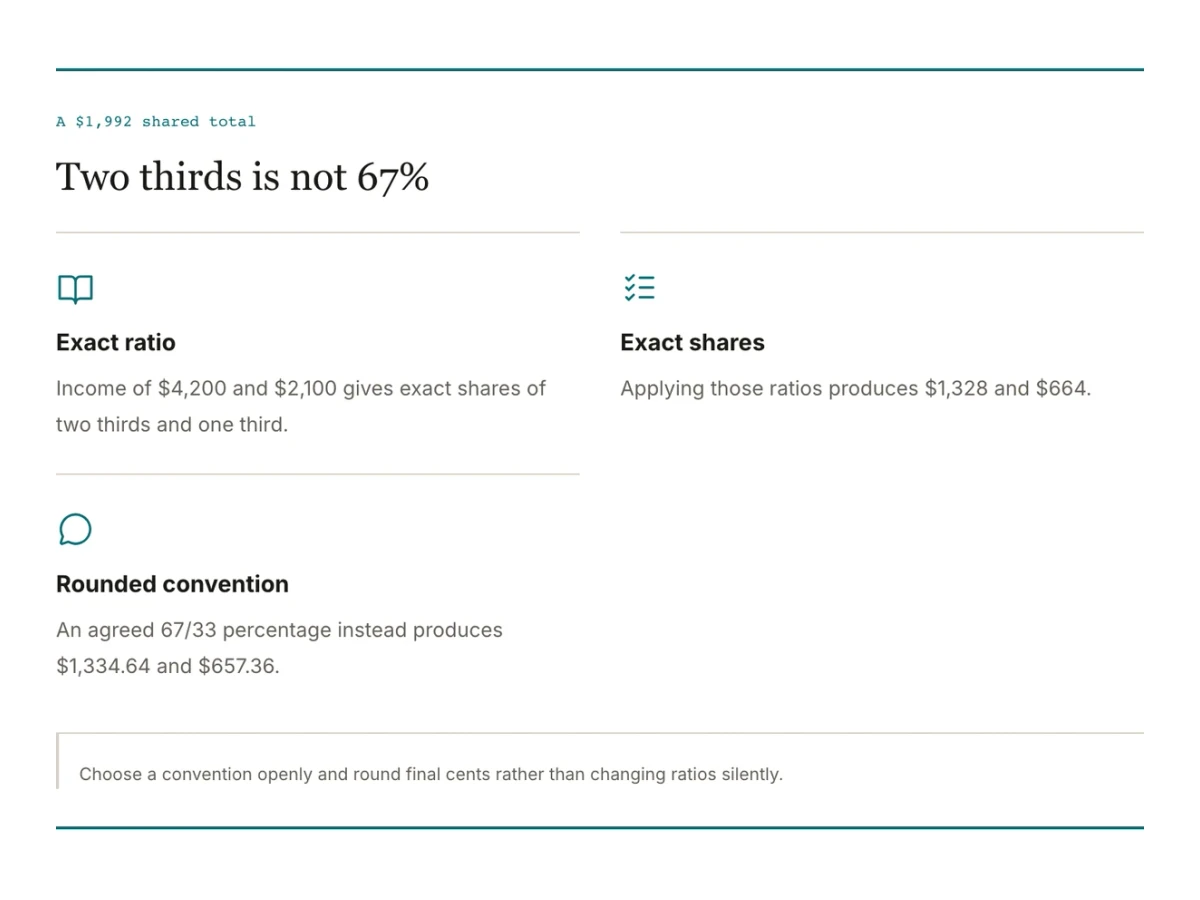 A $1,992 shared total
Two thirds is not 67%
Exact ratio
Income of $4,200 and $2,100 gives exact shares of
two thirds and one third.
Exact shares
Applying those ratios produces $1,328 and $664.
Rounded convention
An agreed 67/33 percentage instead produces
$1,334.64 and $657.36.
Choose a convention openly and round final cents rather than changing ratios silently.